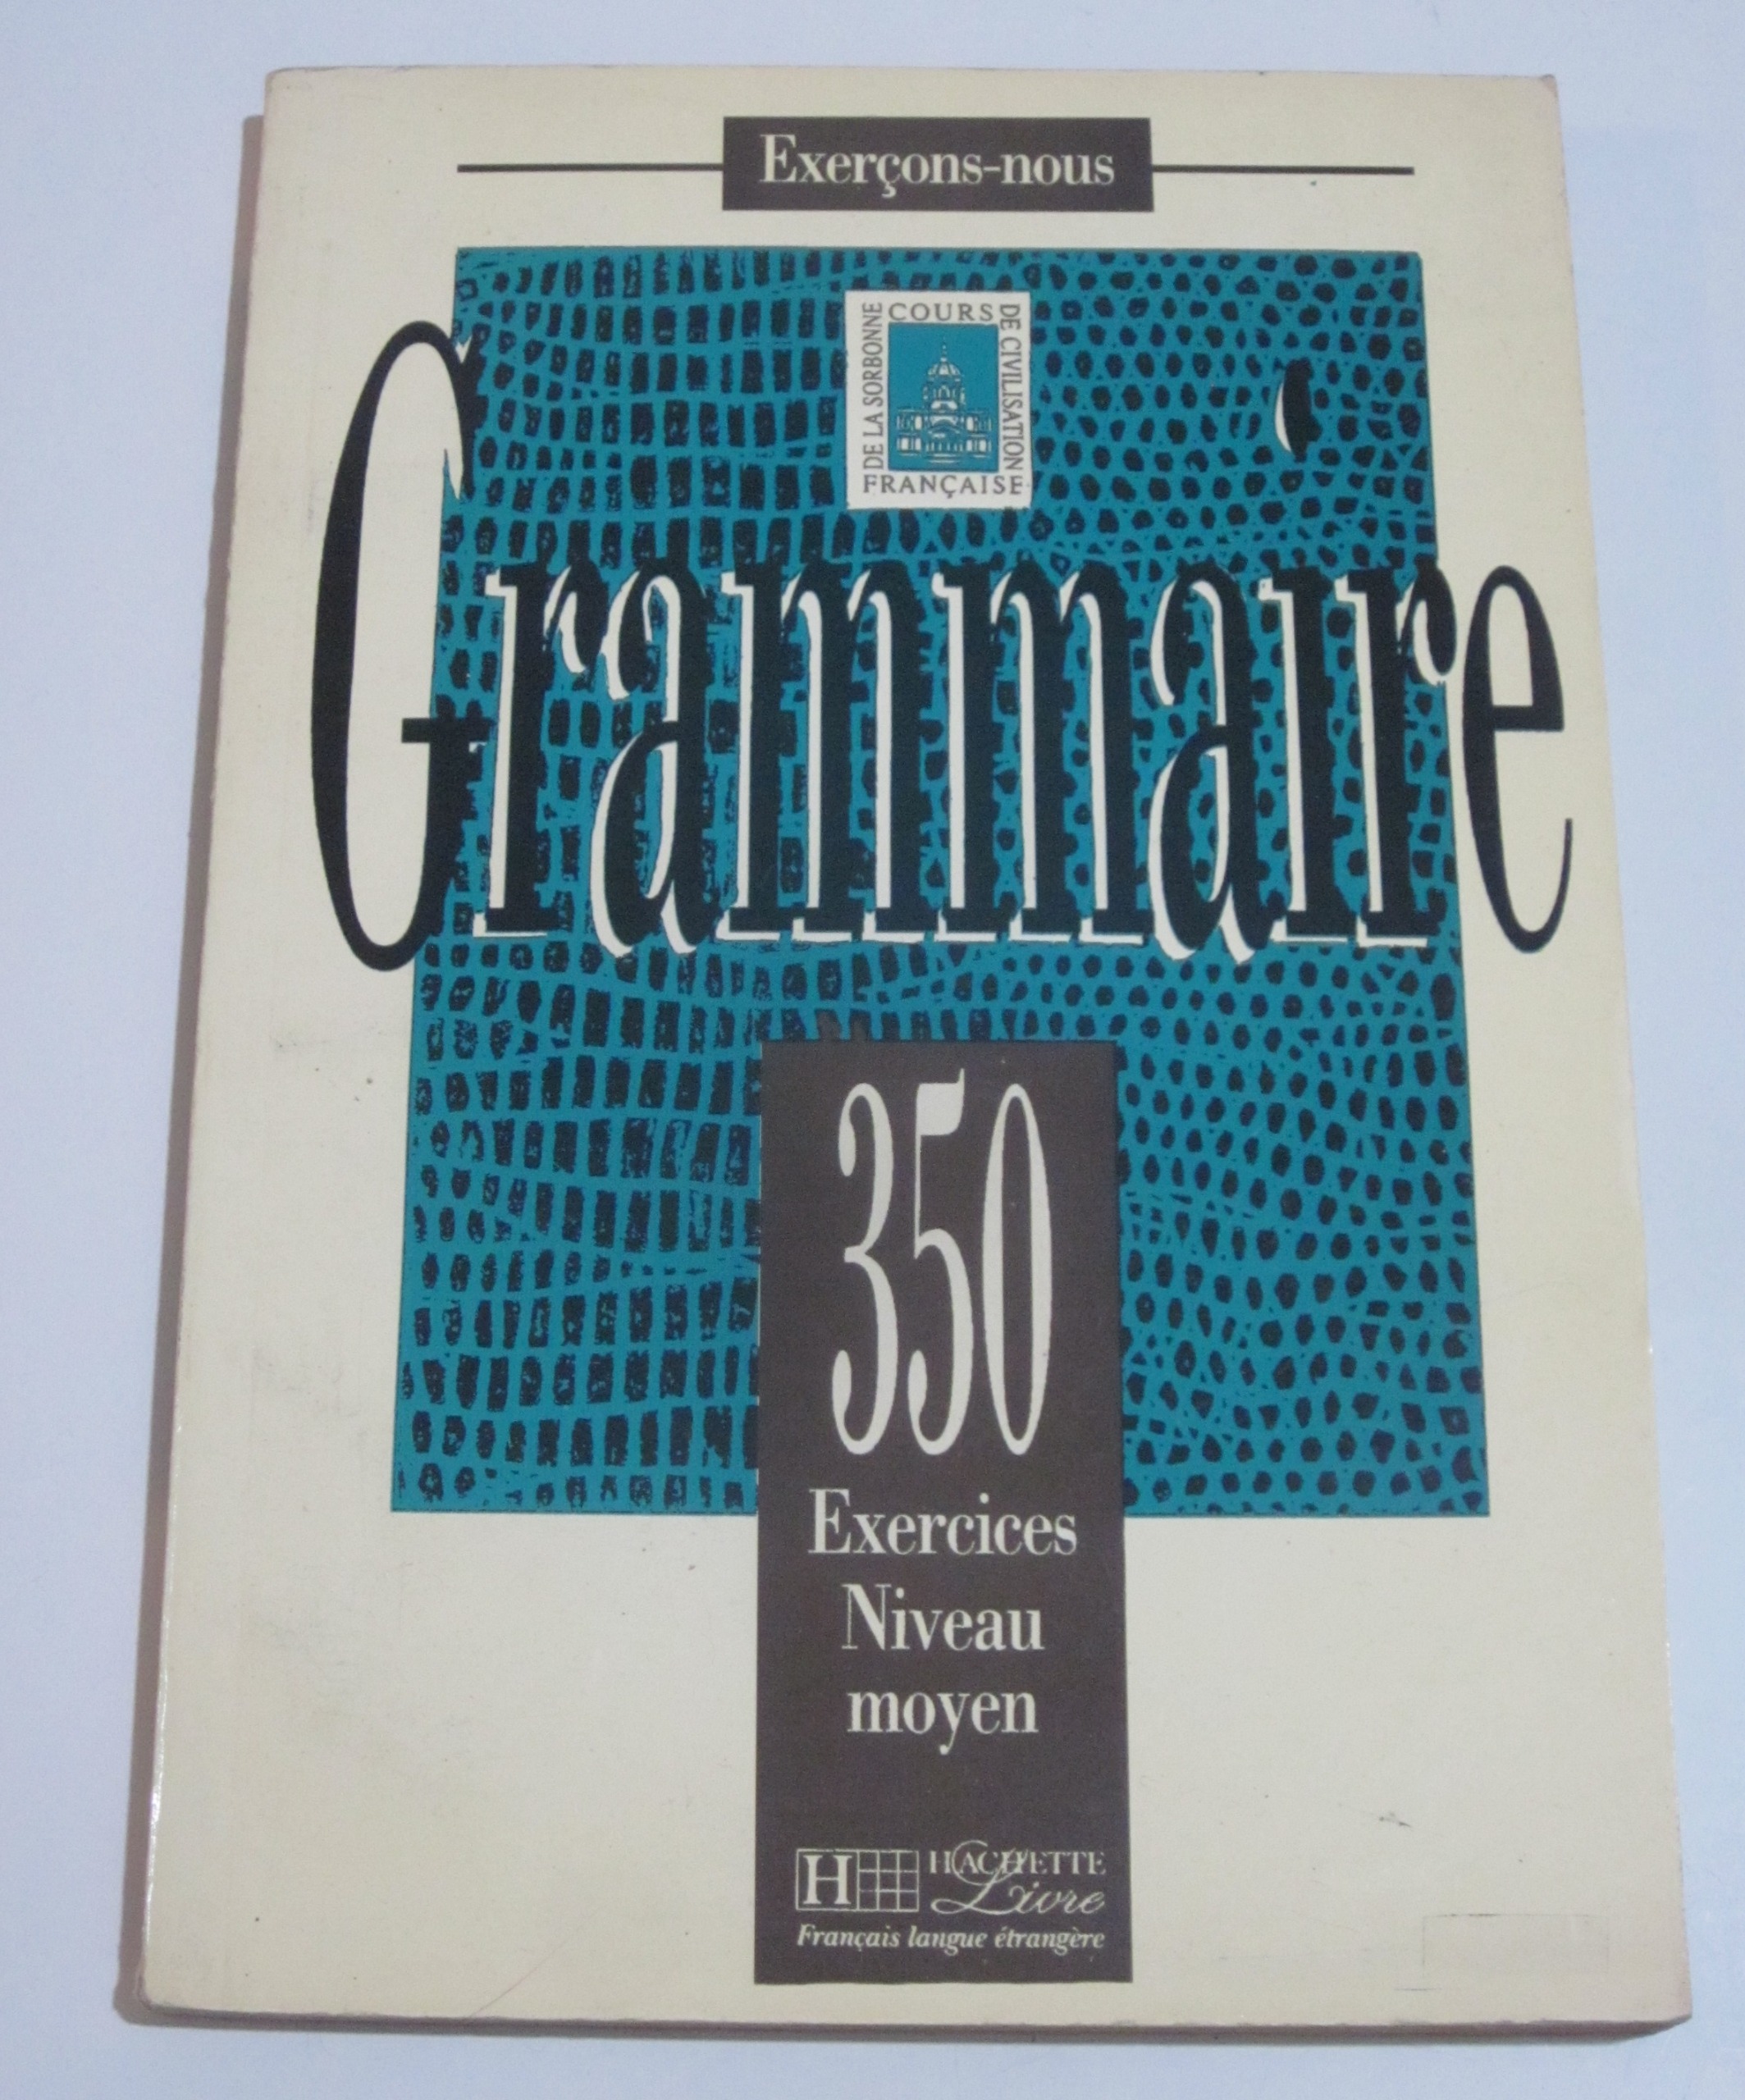 Exerçons-nous
COURS
DE CIVILISATION
FRANÇAISE
DE LA SORBONNE
Grammaire
350
Exercices
Niveau
moyen
H HACHETTE
Livre
Français langue étrangère